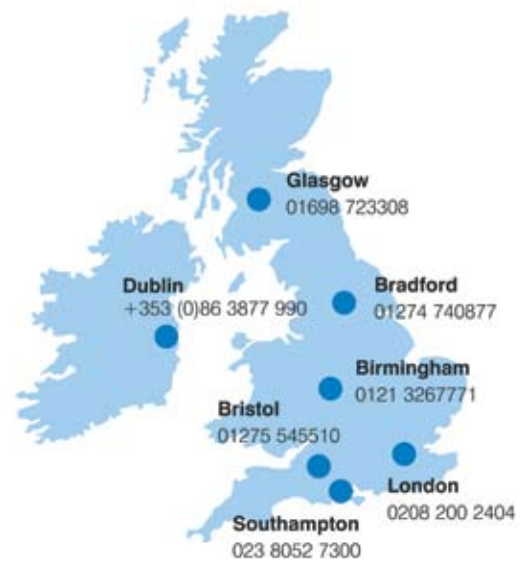 Glasgow
01698 723308
Dublin
+353 (0)86 3877 990
Bradford
01274 740877
Birmingham
0121 3267771
Bristol
01275 545510
London
0208 200 2404
Southampton
023 8052 7300